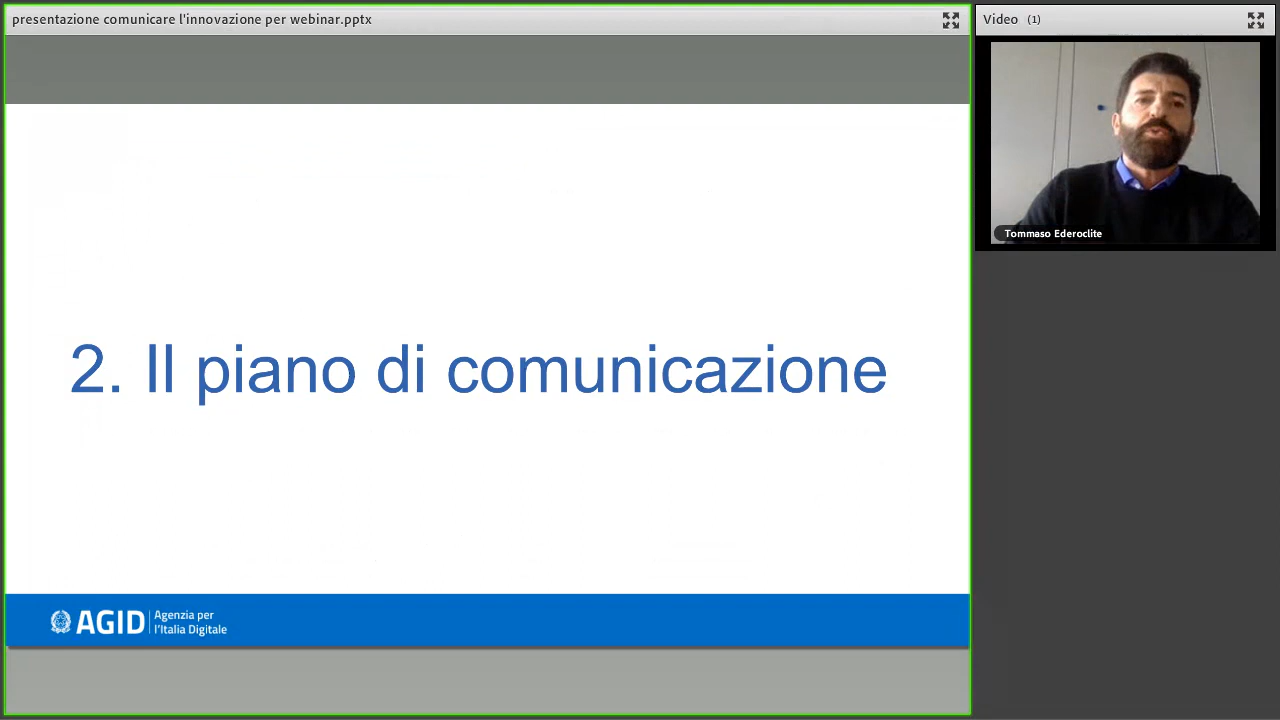 presentazione comunicare l'innovazione per webinar.pptx
Video (1)
Tommaso Ederoclite
2. Il piano di comunicazione
AGID Agenzia per
l'Italia Digitale